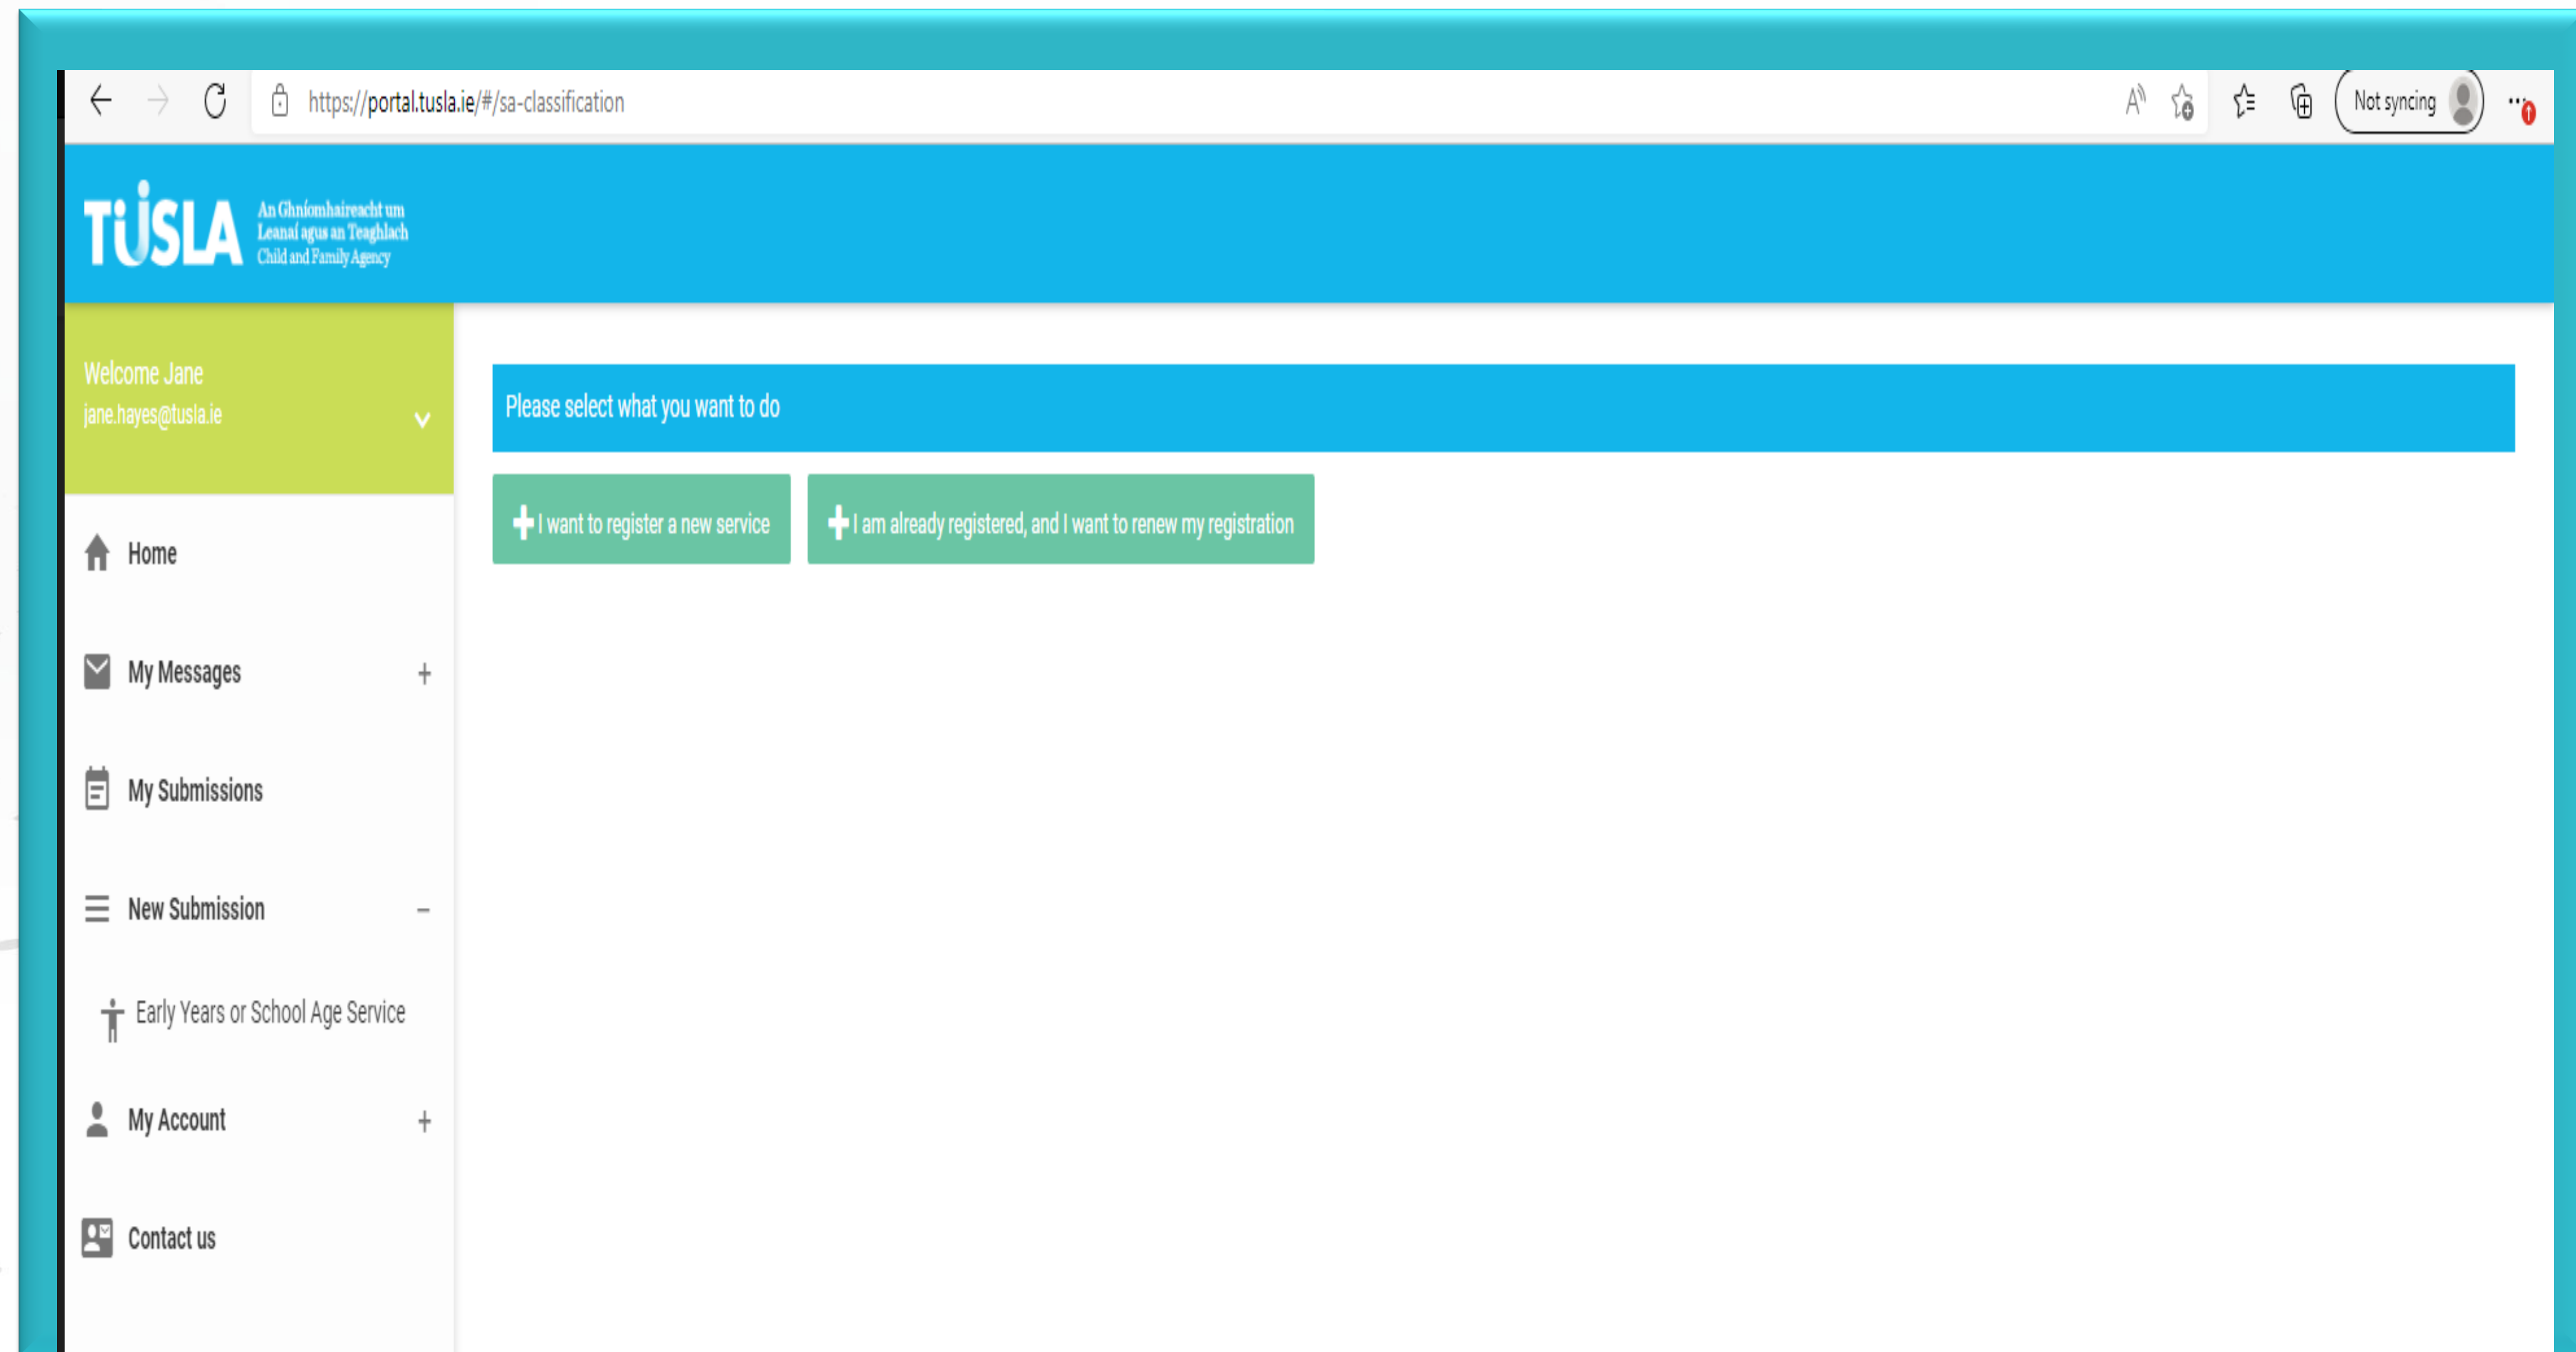 https://portal.tusla.ie/#/sa-classification
Not syncing
TUSLA
An Ghníomhaireacht um
Leanaí agus an Teaghlach
Child and Family Agency
Welcome Jane
jane.hayes@tusla.ie
Please select what you want to do
I want to register a new service
I am already registered, and I want to renew my registration
Home
My Messages
My Submissions
New Submission
Early Years or School Age Service
My Account
Contact us